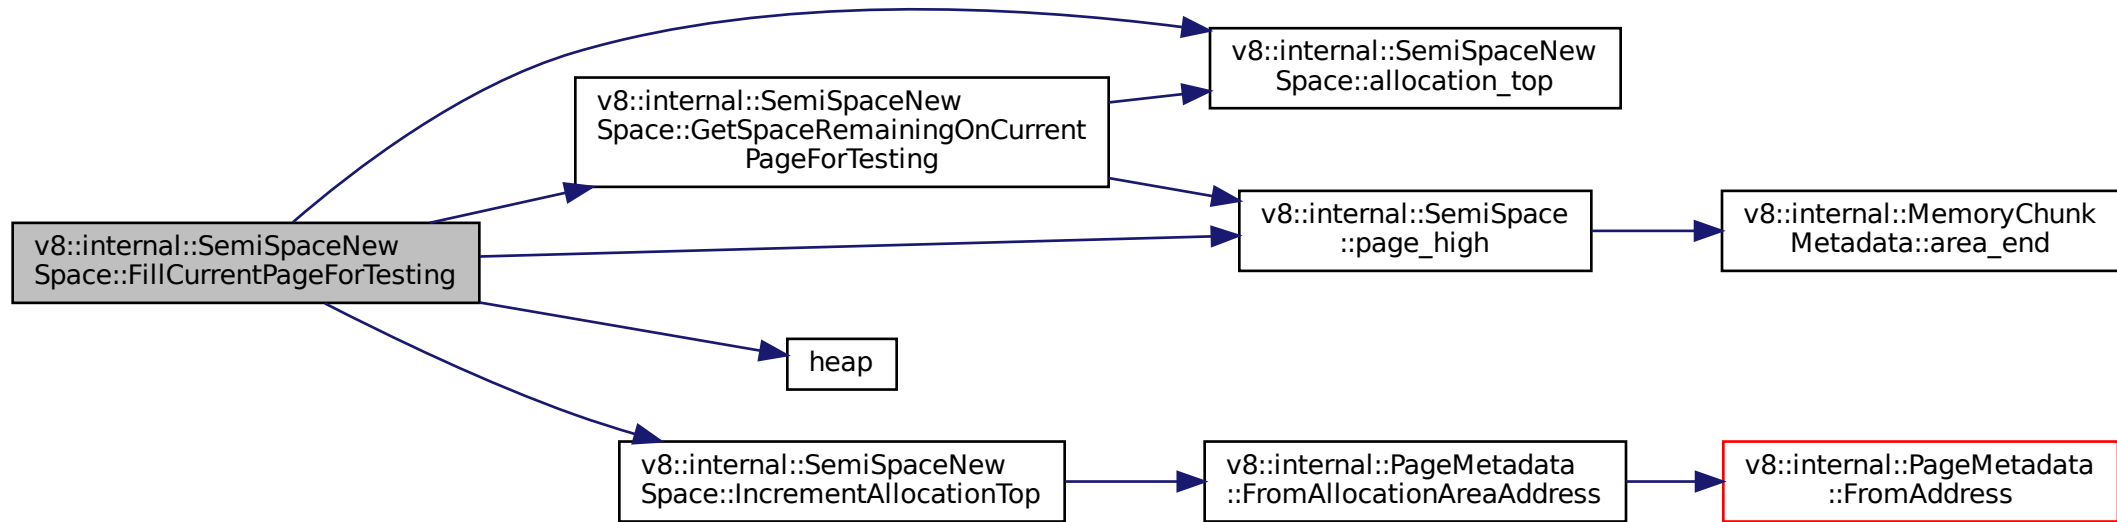 v8::internal::SemiSpaceNew
Space::FillCurrentPageForTesting
v8::internal::SemiSpaceNew
Space::GetSpaceRemainingOnCurrent
PageForTesting
v8::internal::SemiSpaceNew
Space::allocation_top
v8::internal::SemiSpace
::page_high
v8::internal::MemoryChunk
Metadata::area_end
heap
v8::internal::SemiSpaceNew
Space::IncrementAllocationTop
v8::internal::PageMetadata
::FromAllocationAreaAddress
v8::internal::PageMetadata
::FromAddress